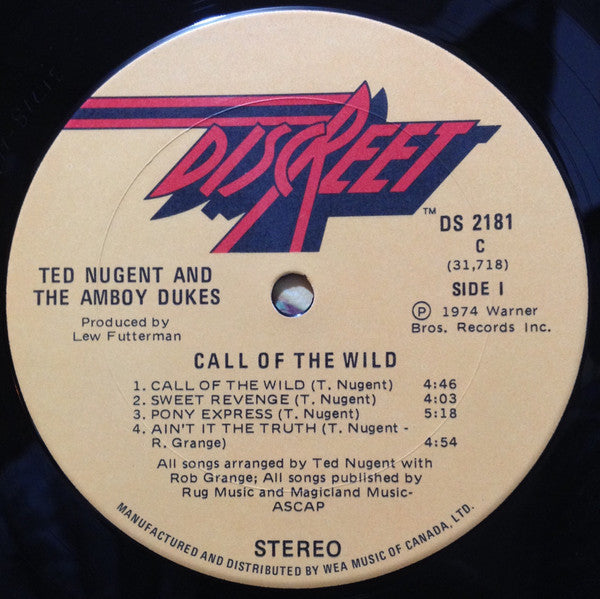 DISCREET
™
DS 2181
C
(31,718)
SIDE I
TED NUGENT AND
THE AMBOY DUKES
Produced by
Lew Futterman
℗ 1974 Warner
Bros. Records Inc.
CALL OF THE WILD
1. CALL OF THE WILD (T. Nugent) 4:46
2. SWEET REVENGE (T. Nugent) 4:03
3. PONY EXPRESS (T. Nugent) 5:18
4. AIN'T IT THE TRUTH (T. Nugent -
R. Grange) 4:54
All songs arranged by Ted Nugent with
Rob Grange; All songs published by
Rug Music and Magicland Music-
ASCAP
STEREO
MANUFACTURED AND DISTRIBUTED BY WEA MUSIC OF CANADA, LTD.